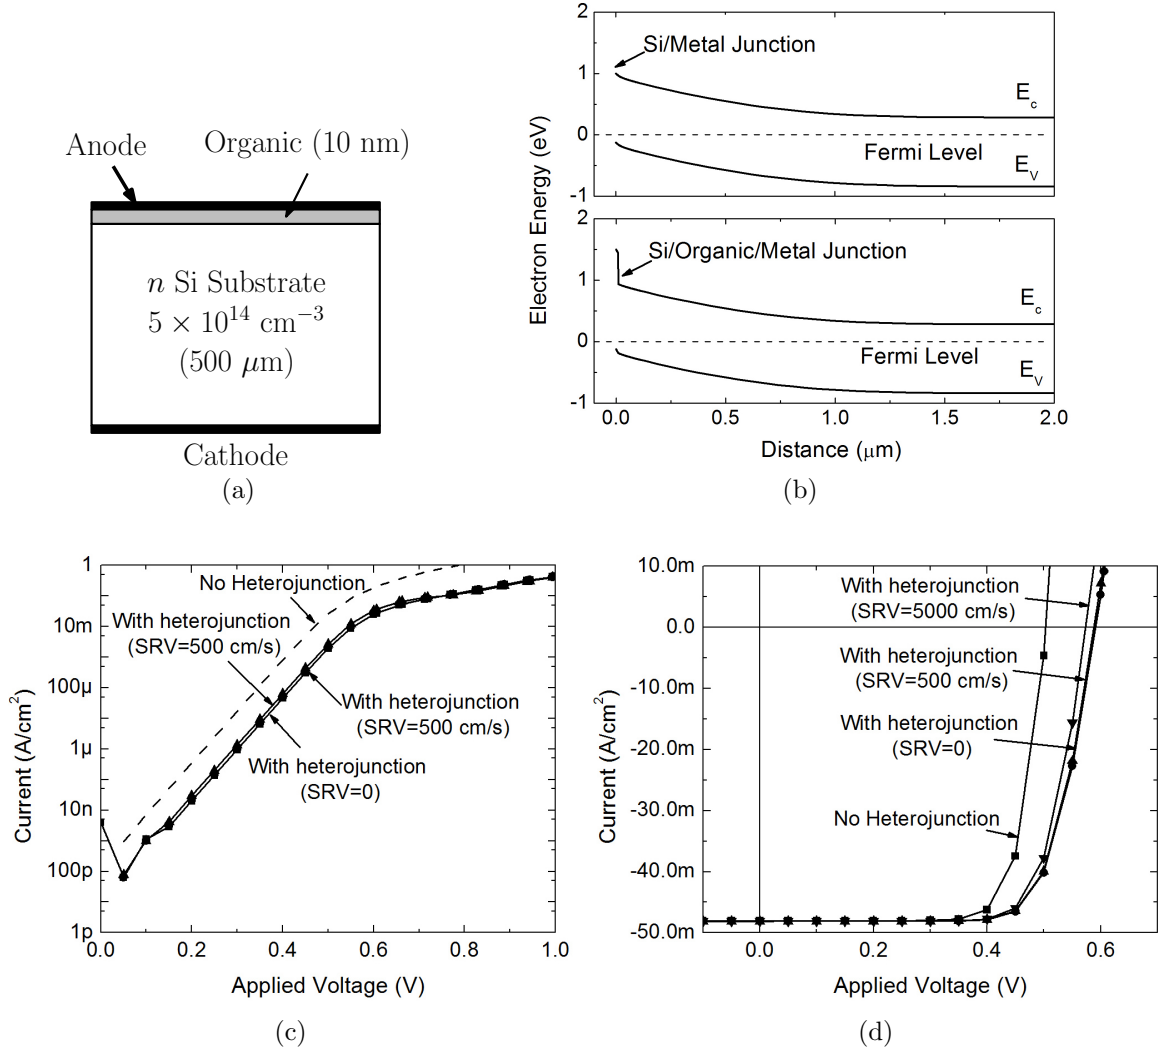 Anode
Organic (10 nm)
n Si Substrate
5 × 10¹⁴ cm⁻³
(500 μm)
Cathode
(a)
Electron Energy (eV)
2
1
0
-1
Si/Metal Junction
E_c
Fermi Level
E_V
2
1
0
-1
Si/Organic/Metal Junction
E_c
Fermi Level
E_V
0.0 0.5 1.0 1.5 2.0
Distance (μm)
(b)
Current (A/cm²)
1
10m
100μ
1μ
10n
100p
1p
No Heterojunction
With heterojunction
(SRV=500 cm/s)
With heterojunction
(SRV=500 cm/s)
With heterojunction
(SRV=0)
0.0 0.2 0.4 0.6 0.8 1.0
Applied Voltage (V)
(c)
Current (A/cm²)
10.0m
0.0
-10.0m
-20.0m
-30.0m
-40.0m
-50.0m
With heterojunction
(SRV=5000 cm/s)
With heterojunction
(SRV=500 cm/s)
With heterojunction
(SRV=0)
No Heterojunction
0.0 0.2 0.4 0.6
Applied Voltage (V)
(d)